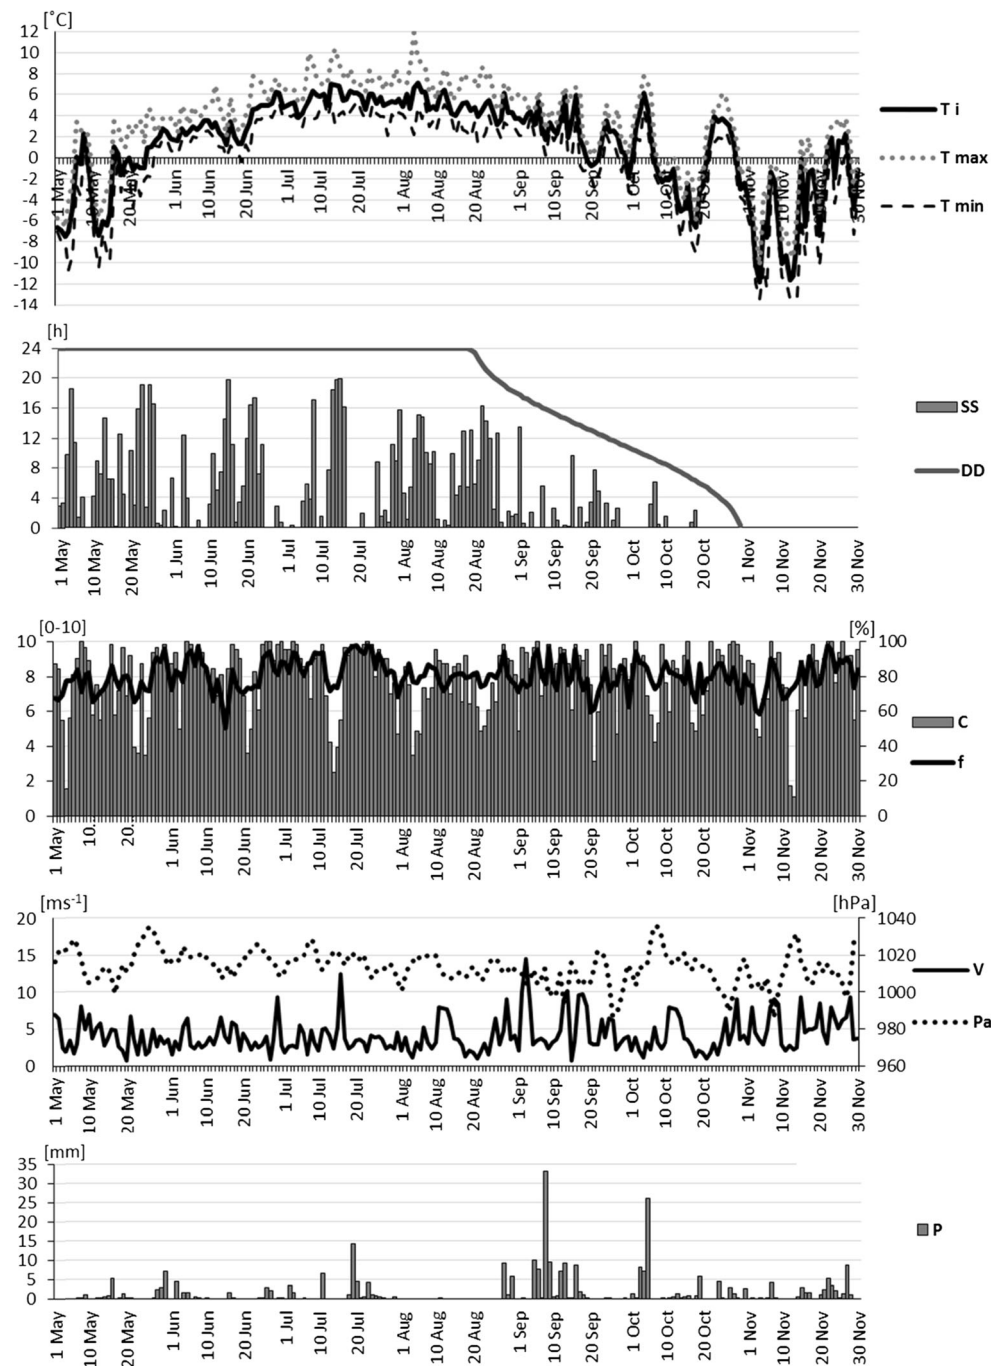 [˚C]
12
10
8
6
4
2
0
-2
-4
-6
-8
-10
-12
-14
1 May
10 May
20 May
1 Jun
10 Jun
20 Jun
1 Jul
10 Jul
20 Jul
1 Aug
10 Aug
20 Aug
1 Sep
10 Sep
20 Sep
1 Oct
10 Oct
20 Oct
1 Nov
10 Nov
20 Nov
30 Nov
T i
T max
T min
[h]
24
20
16
12
8
4
0
1 May
10 May
20 May
1 Jun
10 Jun
20 Jun
1 Jul
10 Jul
20 Jul
1 Aug
10 Aug
20 Aug
1 Sep
10 Sep
20 Sep
1 Oct
10 Oct
20 Oct
1 Nov
10 Nov
20 Nov
30 Nov
SS
DD
[0-10]
[%]
10
8
6
4
2
0
100
80
60
40
20
0
1 May
10.
20.
1 Jun
10 Jun
20 Jun
1 Jul
10 Jul
20 Jul
1 Aug
10 Aug
20 Aug
1 Sep
10 Sep
20 Sep
1 Oct
10 Oct
20 Oct
1 Nov
10 Nov
20 Nov
30 Nov
C
f
[ms-1]
[hPa]
20
15
10
5
0
1040
1020
1000
980
960
1 May
10 May
20 May
1 Jun
10 Jun
20 Jun
1 Jul
10 Jul
20 Jul
1 Aug
10 Aug
20 Aug
1 Sep
10 Sep
20 Sep
1 Oct
10 Oct
20 Oct
1 Nov
10 Nov
20 Nov
30 Nov
V
Pa
[mm]
35
30
25
20
15
10
5
0
1 May
10 May
20 May
1 Jun
10 Jun
20 Jun
1 Jul
10 Jul
20 Jul
1 Aug
10 Aug
20 Aug
1 Sep
10 Sep
20 Sep
1 Oct
10 Oct
20 Oct
1 Nov
10 Nov
20 Nov
30 Nov
P